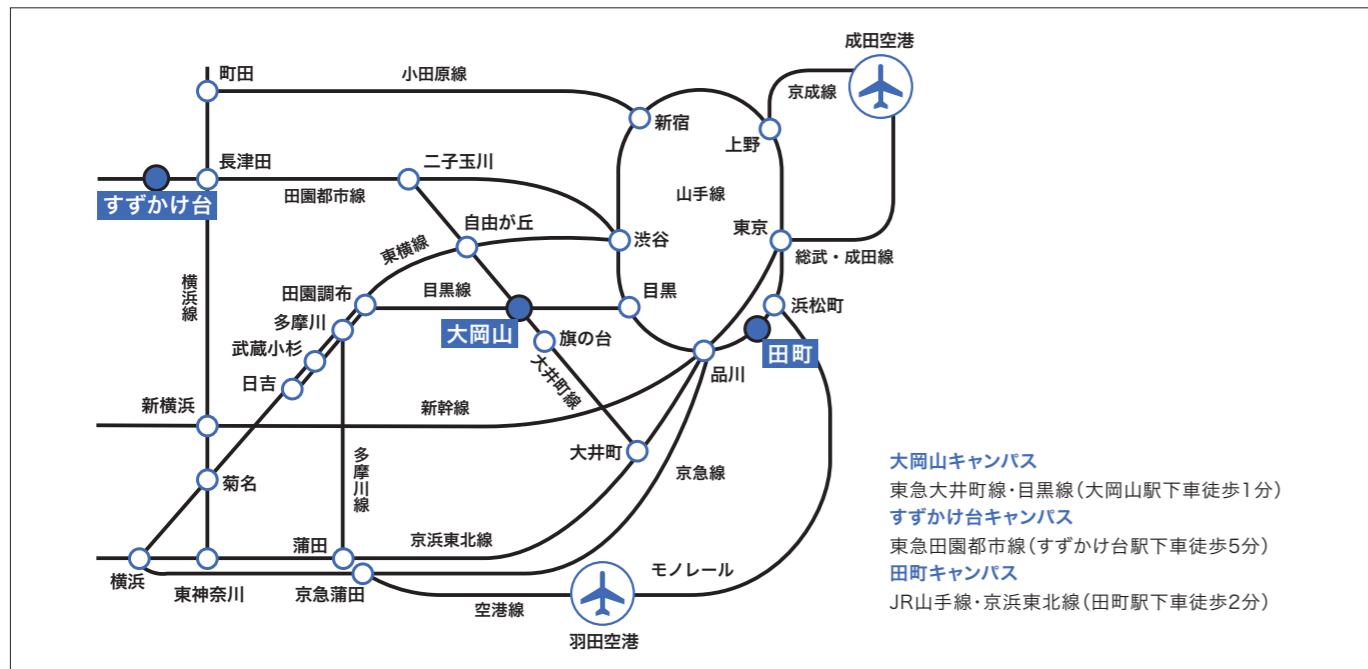 成田空港
町田
小田原線
京成線
新宿
上野
長津田
二子玉川
すずかけ台
田園都市線
山手線
自由が丘
東横線
渋谷
東京
総武・成田線
横浜線
田園調布
目黒線
目黒
浜松町
多摩川
大岡山
旗の台
田町
武蔵小杉
大井町線
品川
日吉
新横浜
新幹線
大井町
京急線
菊名
多摩川線
京浜東北線
蒲田
横浜
東神奈川
京急蒲田
空港線
モノレール
羽田空港
大岡山キャンパス
東急大井町線・目黒線(大岡山駅下車徒歩1分)
すずかけ台キャンパス
東急田園都市線(すずかけ台駅下車徒歩5分)
田町キャンパス
JR山手線・京浜東北線(田町駅下車徒歩2分)